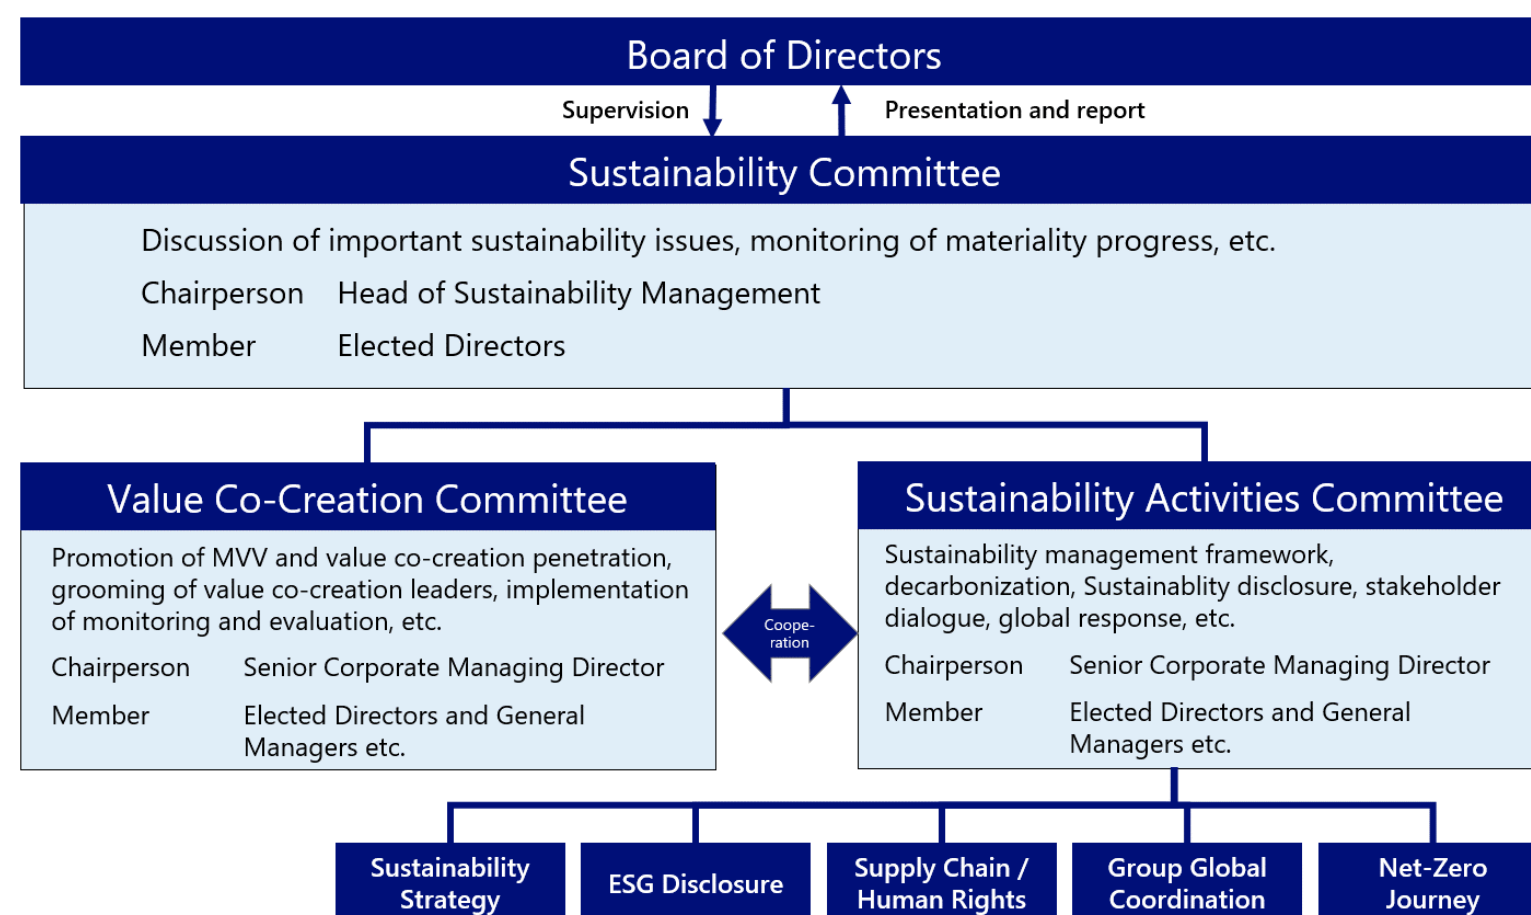 Board of Directors
Supervision
Presentation and report
Sustainability Committee
Discussion of important sustainability issues, monitoring of materiality progress, etc.
Chairperson Head of Sustainability Management
Member Elected Directors
Value Co-Creation Committee
Promotion of MVV and value co-creation penetration,
grooming of value co-creation leaders, implementation
of monitoring and evaluation, etc.
Chairperson Senior Corporate Managing Director
Member Elected Directors and General
Managers etc.
Coope-
ration
Sustainability Activities Committee
Sustainability management framework,
decarbonization, Sustainablity disclosure, stakeholder
dialogue, global response, etc.
Chairperson Senior Corporate Managing Director
Member Elected Directors and General
Managers etc.
Sustainability
Strategy
ESG Disclosure
Supply Chain /
Human Rights
Group Global
Coordination
Net-Zero
Journey